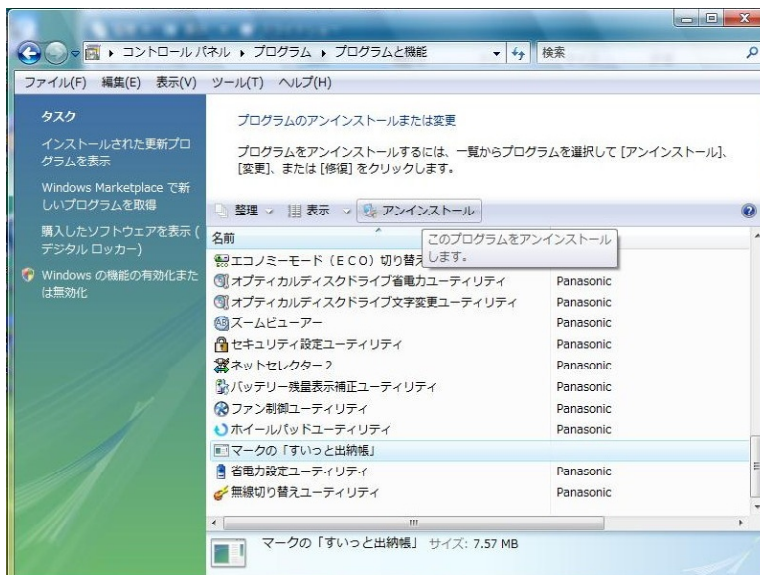 コントロール パネル ▸ プログラム ▸ プログラムと機能
検索
ファイル(F) 編集(E) 表示(V) ツール(T) ヘルプ(H)
タスク
インストールされた更新プロ
グラムを表示
Windows Marketplace で新
しいプログラムを取得
購入したソフトウェアを表示 (
デジタル ロッカー)
Windows の機能の有効化また
は無効化
プログラムのアンインストールまたは変更
プログラムをアンインストールするには、一覧からプログラムを選択して [アンインストール]、
[変更]、または [修復] をクリックします。
整理 表示 アンインストール
名前
このプログラムをアンインストール
します。
エコノミーモード（ＥＣＯ）切り替え
オプティカルディスクドライブ省電力ユーティリティ Panasonic
オプティカルディスクドライブ文字変更ユーティリティ Panasonic
ズームビューアー Panasonic
セキュリティ設定ユーティリティ Panasonic
ネットセレクター２ Panasonic
バッテリー残量表示補正ユーティリティ Panasonic
ファン制御ユーティリティ Panasonic
ホイールパッドユーティリティ Panasonic
マークの「すいっと出納帳」
省電力設定ユーティリティ Panasonic
無線切り替えユーティリティ Panasonic
マークの「すいっと出納帳」 サイズ: 7.57 MB